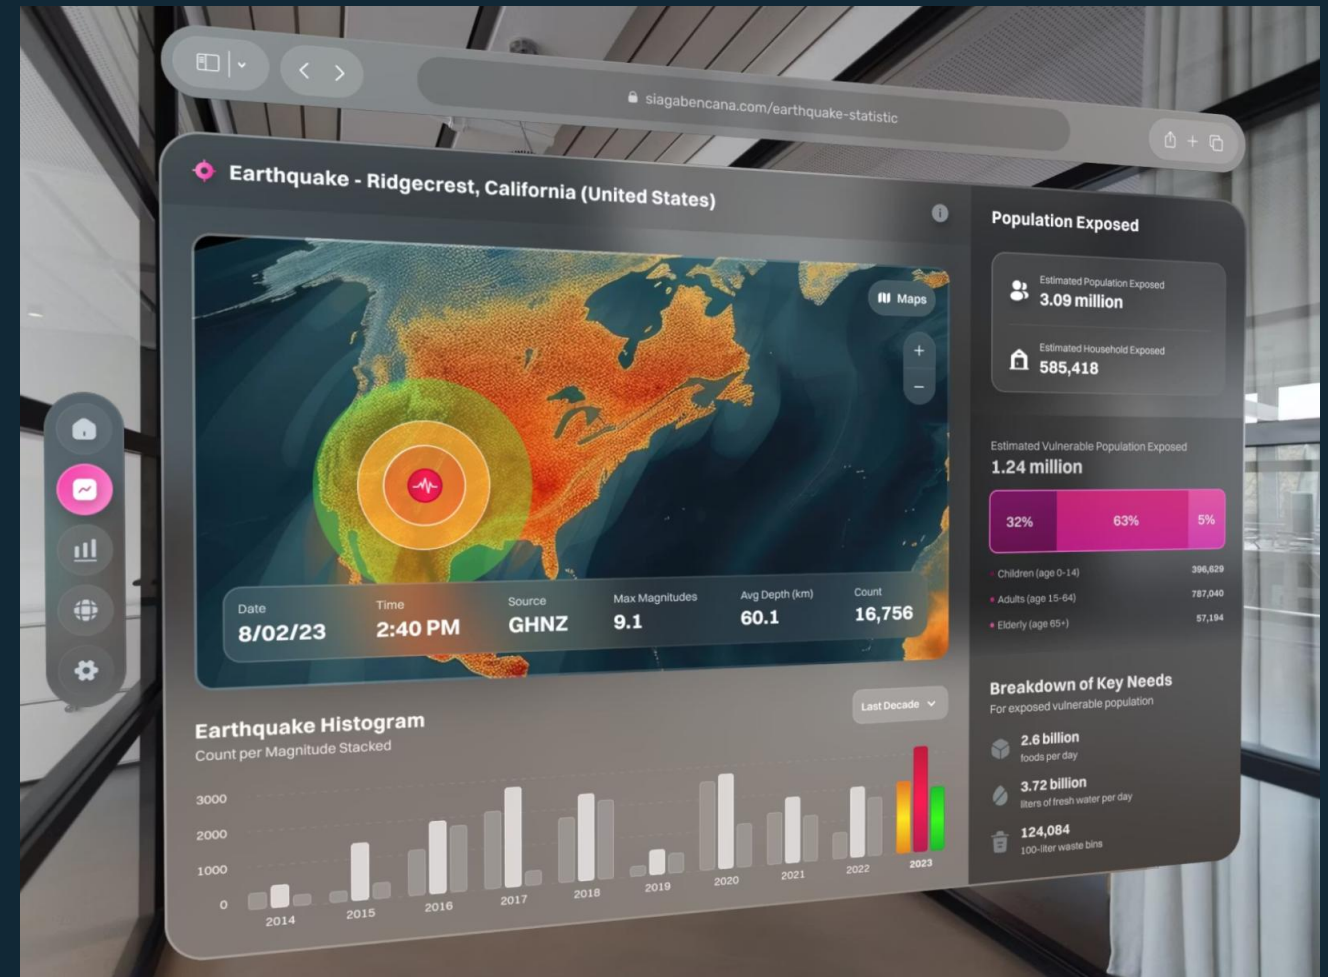 siagabencana.com/earthquake-statistic
Earthquake - Ridgecrest, California (United States)
Maps
+
−
Date
8/02/23
Time
2:40 PM
Source
GHNZ
Max Magnitudes
9.1
Avg Depth (km)
60.1
Count
16,756
Earthquake Histogram
Count per Magnitude Stacked
Last Decade
3000
2000
1000
0
2014
2015
2016
2017
2018
2019
2020
2021
2022
2023
Population Exposed
Estimated Population Exposed
3.09 million
Estimated Household Exposed
585,418
Estimated Vulnerable Population Exposed
1.24 million
32%
63%
5%
Children (age 0-14)
396,629
Adults (age 15-64)
787,040
Elderly (age 65+)
57,194
Breakdown of Key Needs
For exposed vulnerable population
2.6 billion
foods per day
3.72 billion
liters of fresh water per day
124,084
100-liter waste bins